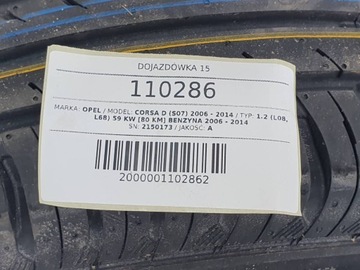 DOJAZDÓWKA 15
110286
MARKA: OPEL / MODEL: CORSA D (S07) 2006 - 2014 / TYP: 1.2 (L08,
L68) 59 KW [80 KM] BENZYNA 2006 - 2014
SN: 2150173 / JAKOŚĆ: A
2000001102862